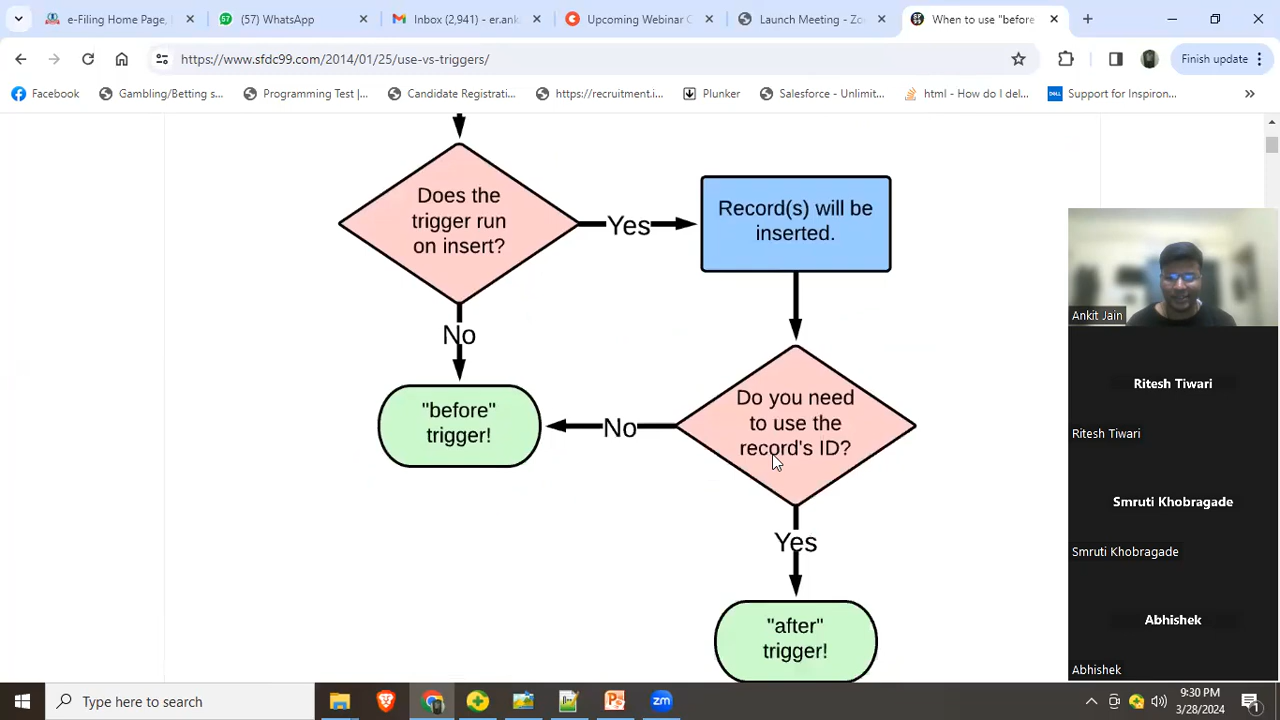 e-Filing Home Page,
(57) WhatsApp
Inbox (2,941) - er.ank
Upcoming Webinar C
Launch Meeting - Zo
When to use "before
https://www.sfdc99.com/2014/01/25/use-vs-triggers/
Finish update
Facebook
Gambling/Betting s...
Programming Test |...
Candidate Registrati...
https://recruitment.i...
Plunker
Salesforce - Unlimit...
html - How do I del...
Support for Inspiron...
Does the
trigger run
on insert?
Yes
Record(s) will be
inserted.
No
"before"
trigger!
No
Do you need
to use the
record's ID?
Yes
"after"
trigger!
Ankit Jain
Ritesh Tiwari
Ritesh Tiwari
Smruti Khobragade
Smruti Khobragade
Abhishek
Abhishek
Type here to search
9:30 PM
3/28/2024